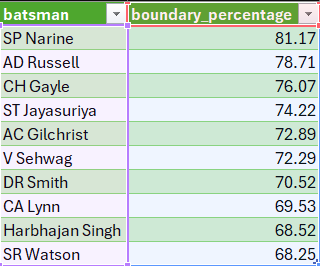 batsman boundary_percentage
SP Narine 81.17
AD Russell 78.71
CH Gayle 76.07
ST Jayasuriya 74.22
AC Gilchrist 72.89
V Sehwag 72.29
DR Smith 70.52
CA Lynn 69.53
Harbhajan Singh 68.52
SR Watson 68.25